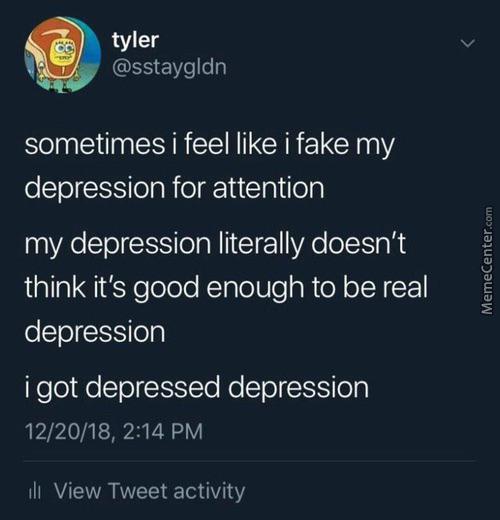 tyler
@sstaygldn
sometimes i feel like i fake my
depression for attention
my depression literally doesn't
think it's good enough to be real
depression
i got depressed depression
12/20/18, 2:14 PM
View Tweet activity
MemeCenter.com